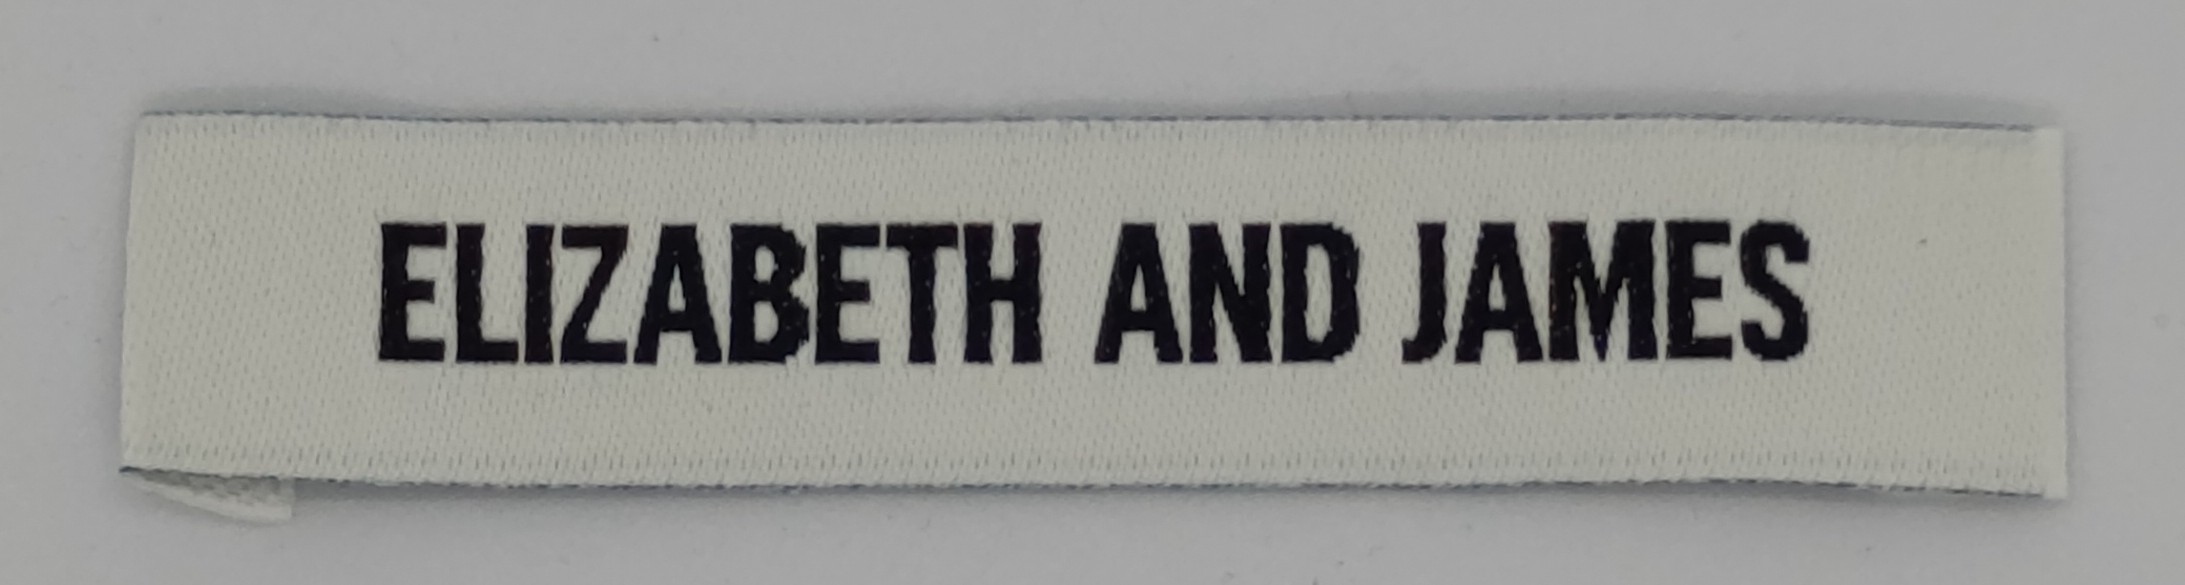 ELIZABETH AND JAMES